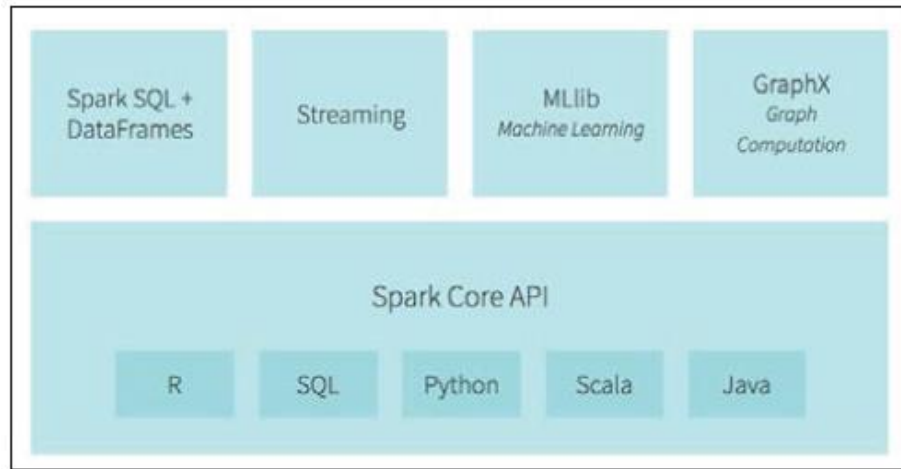 Spark SQL +
DataFrames
Streaming
MLlib
Machine Learning
GraphX
Graph
Computation
Spark Core API
R
SQL
Python
Scala
Java